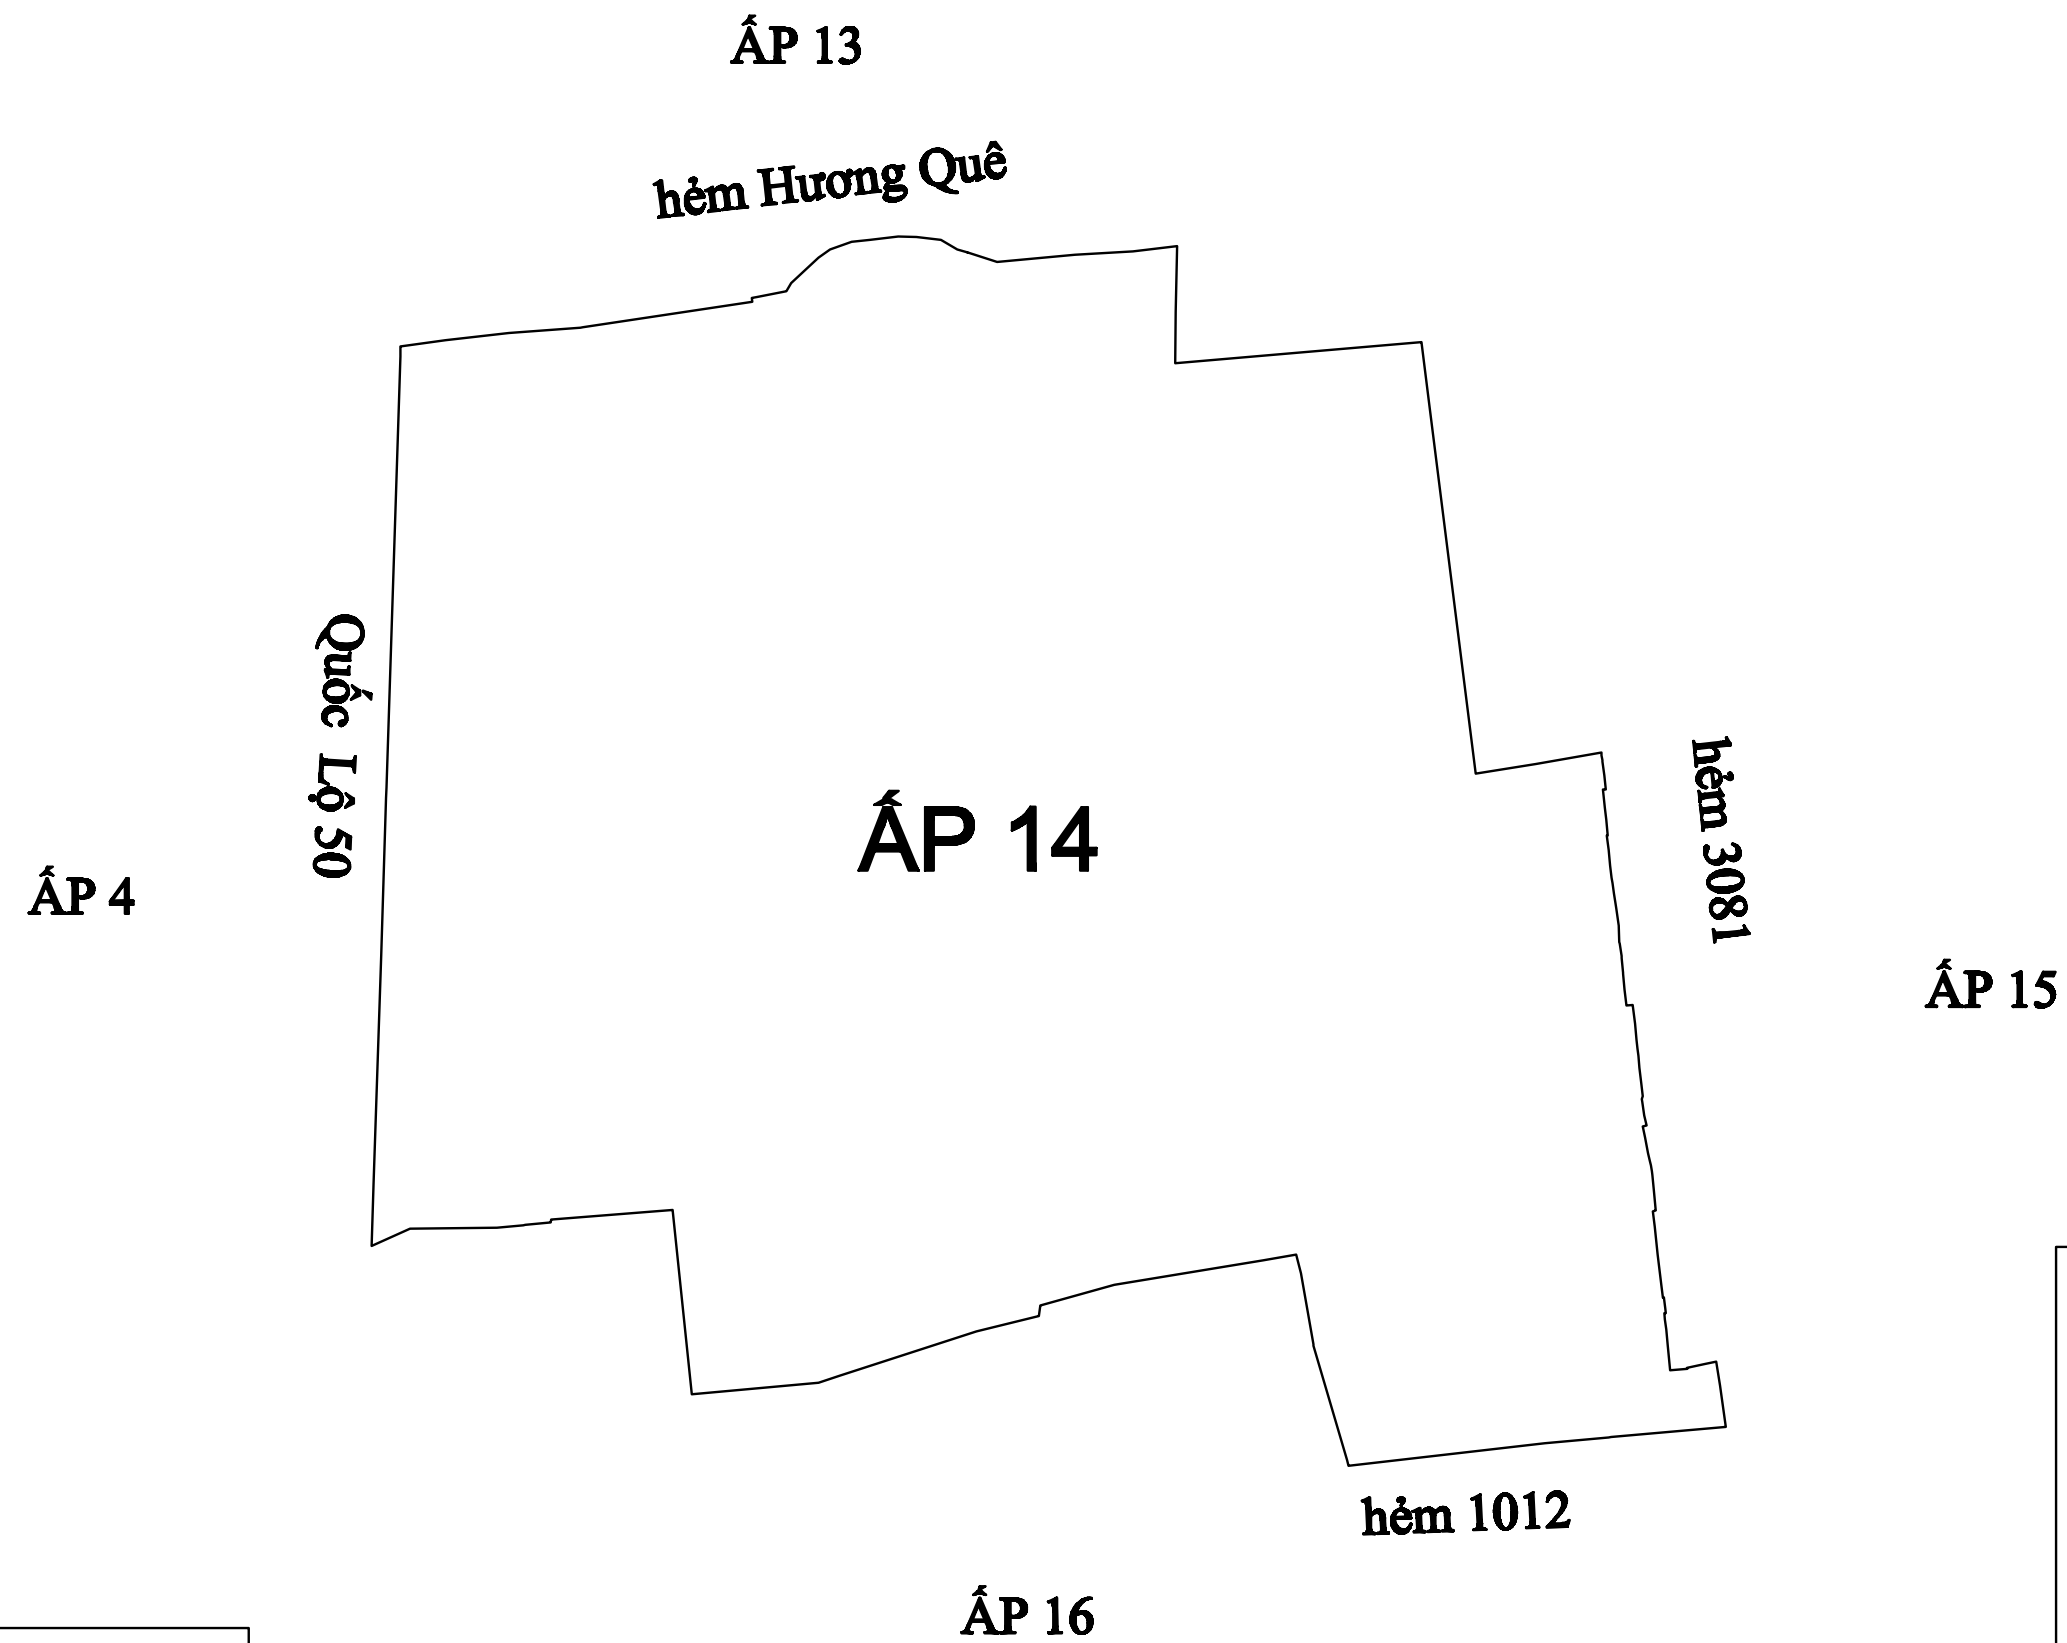 ẤP 13
hẻm Hương Quê
Quốc Lộ 50
hẻm 3081
ẤP 14
ẤP 4
ẤP 15
hẻm 1012
ẤP 16